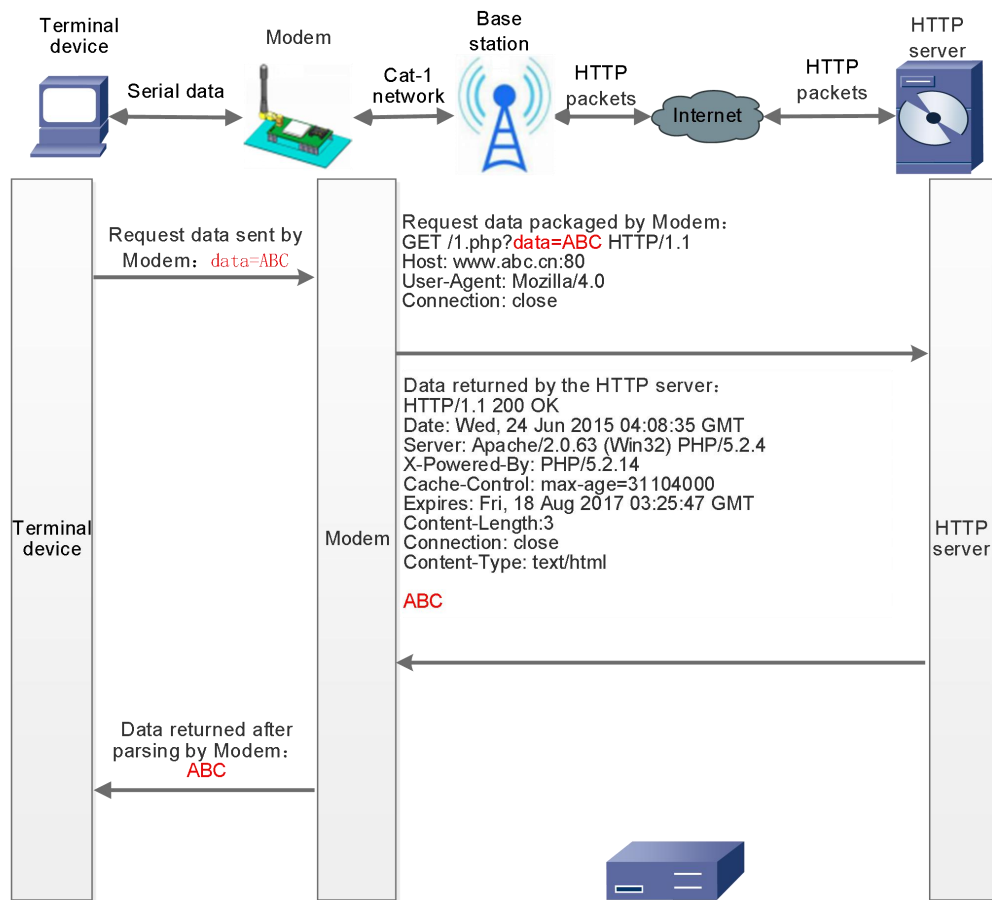 Terminal
device
Modem
Base
station
HTTP
server
Serial data
Cat-1
network
HTTP
packets
Internet
HTTP
packets
Request data sent by
Modem：data=ABC
Request data packaged by Modem：
GET /1.php?data=ABC HTTP/1.1
Host: www.abc.cn:80
User-Agent: Mozilla/4.0
Connection: close
Data returned by the HTTP server：
HTTP/1.1 200 OK
Date: Wed, 24 Jun 2015 04:08:35 GMT
Server: Apache/2.0.63 (Win32) PHP/5.2.4
X-Powered-By: PHP/5.2.14
Cache-Control: max-age=31104000
Expires: Fri, 18 Aug 2017 03:25:47 GMT
Content-Length:3
Connection: close
Content-Type: text/html
ABC
Terminal
device
Modem
HTTP
server
Data returned after
parsing by Modem：
ABC